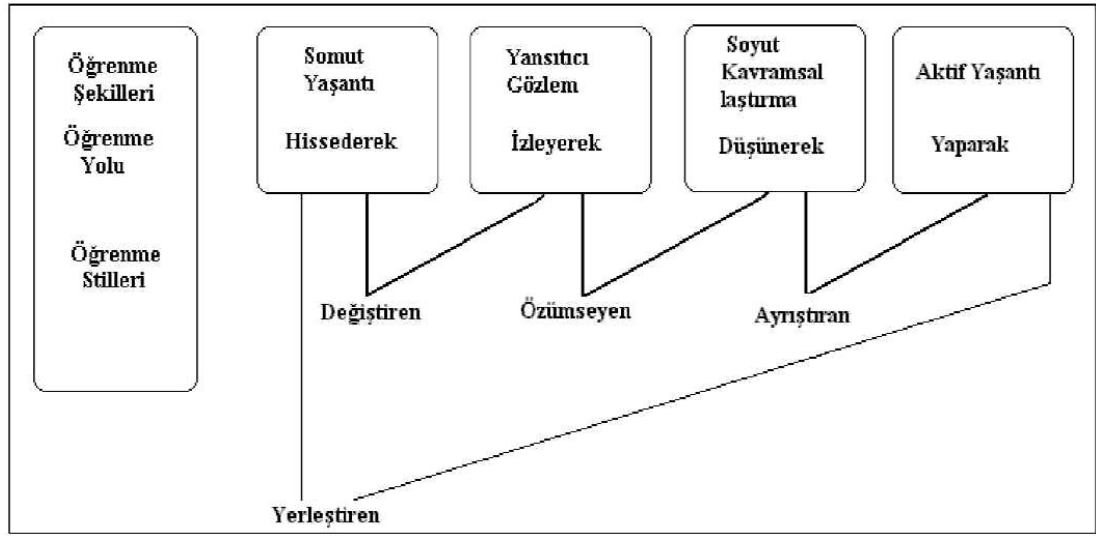 Öğrenme
Şekilleri
Öğrenme
Yolu
Öğrenme
Stilleri
Somut
Yaşantı
Hissederek
Yansıtıcı
Gözlem
İzleyerek
Soyut
Kavramsal
laştırma
Düşünerek
Aktif Yaşantı
Yaparak
Değiştiren
Özümseyen
Ayrıştıran
Yerleştiren